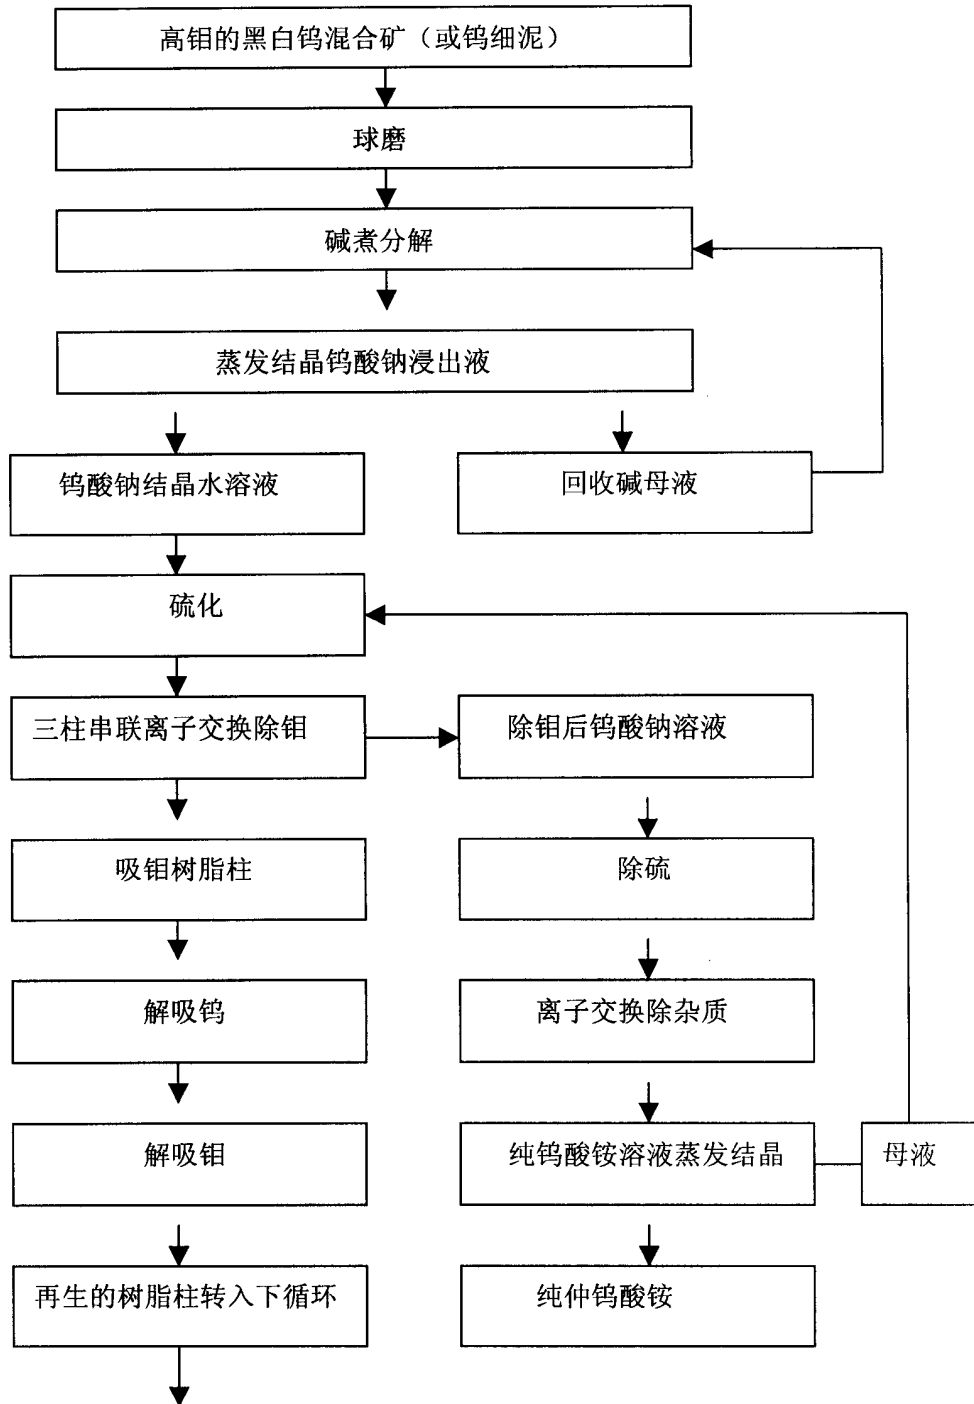 高钼的黑白钨混合矿（或钨细泥）
球磨
碱煮分解
蒸发结晶钨酸钠浸出液
钨酸钠结晶水溶液
回收碱母液
硫化
三柱串联离子交换除钼
除钼后钨酸钠溶液
吸钼树脂柱
除硫
解吸钨
离子交换除杂质
解吸钼
纯钨酸铵溶液蒸发结晶
母液
再生的树脂柱转入下循环
纯仲钨酸铵